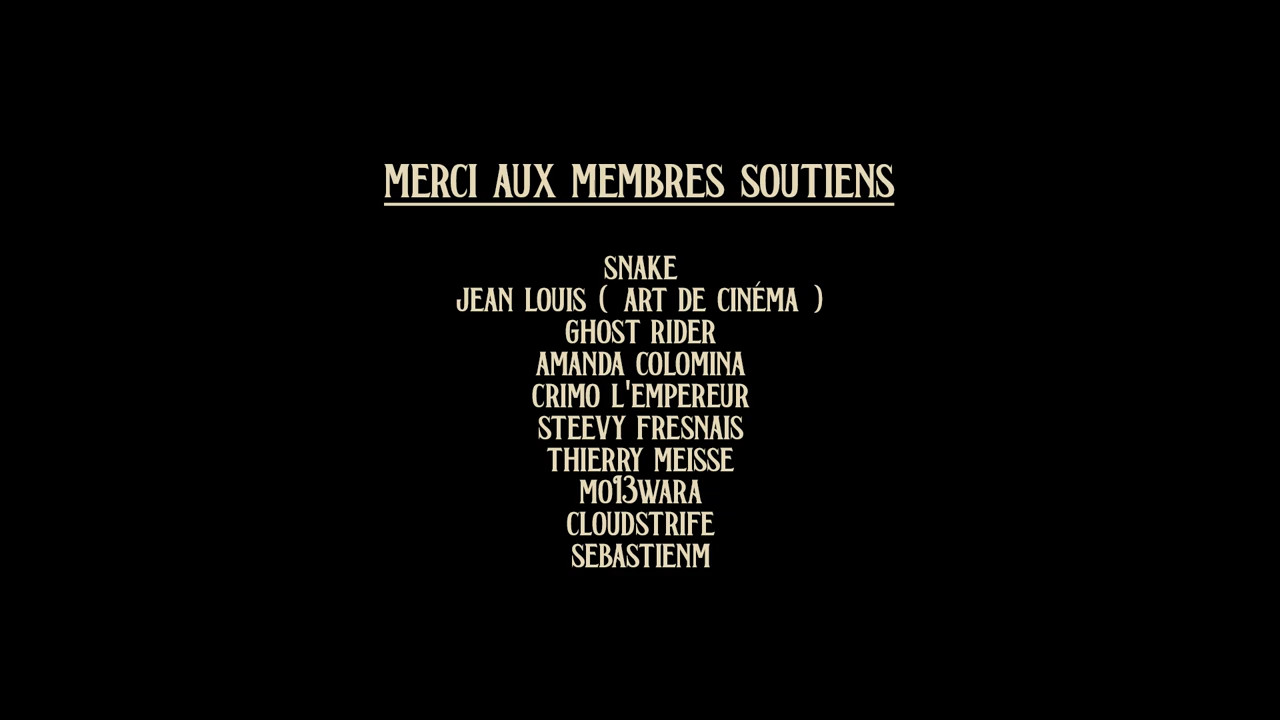 MERCI AUX MEMBRES SOUTIENS
SNAKE
JEAN LOUIS ( ART DE CINÉMA )
GHOST RIDER
AMANDA COLOMINA
CRIMO L'EMPEREUR
STEEVY FRESNAIS
THIERRY MEISSE
MO13WARA
CLOUDSTRIFE
SEBASTIENM